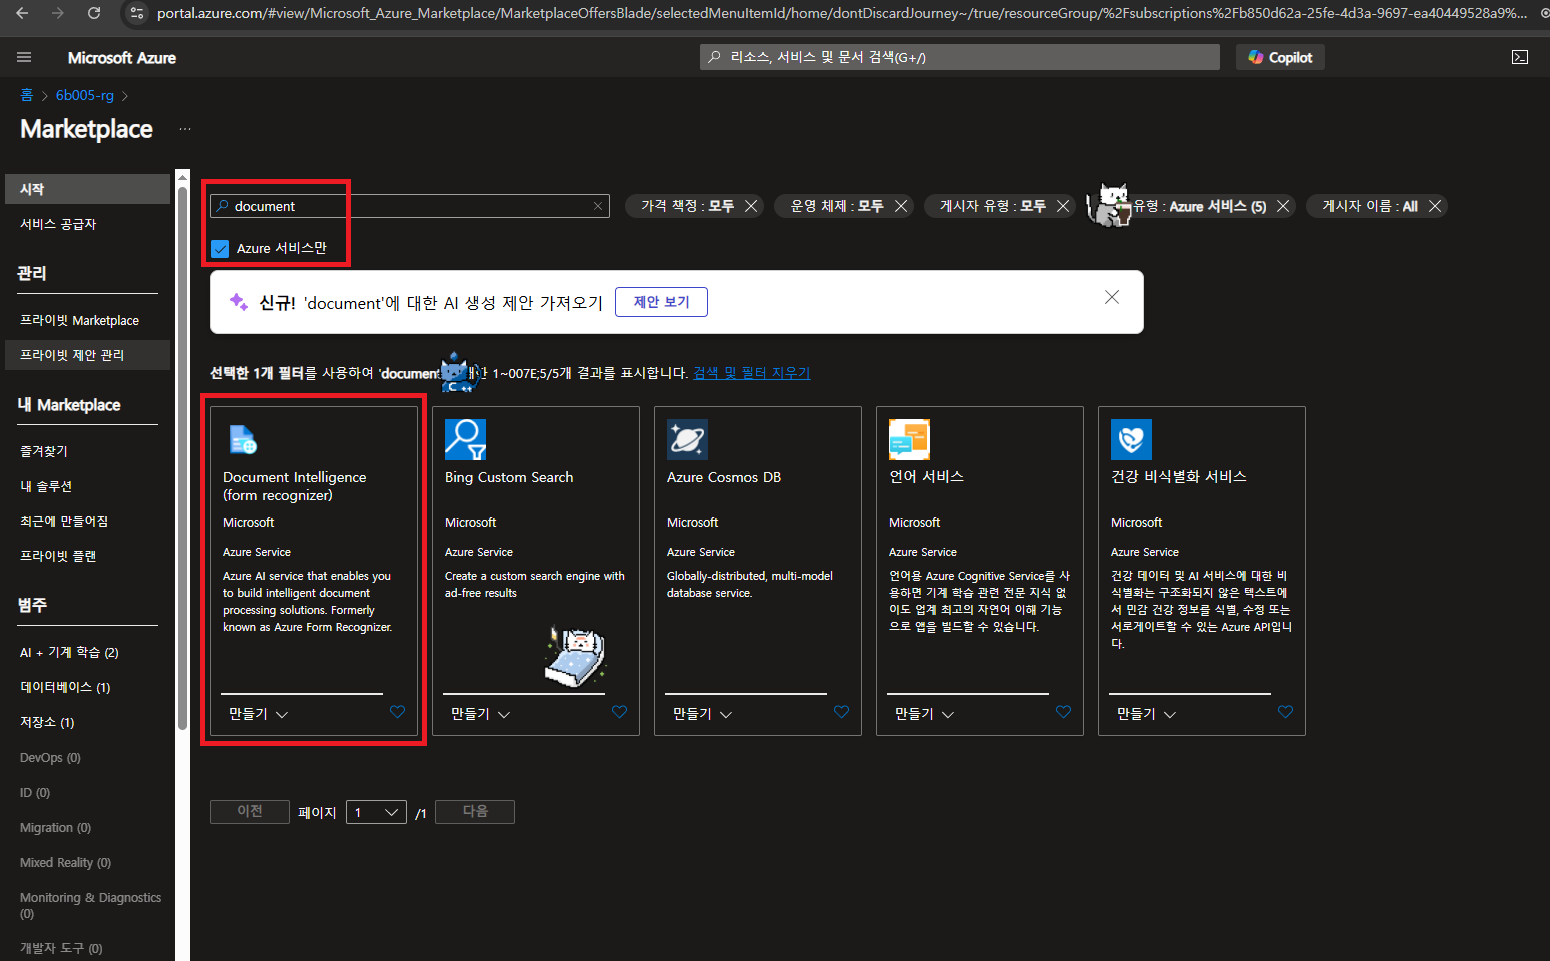 portal.azure.com/#view/Microsoft_Azure_Marketplace/MarketplaceOffersBlade/selectedMenuItemId/home/dontDiscardJourney~/true/resourceGroup/%2Fsubscriptions%2Fb850d62a-25fe-4d3a-9697-ea40449528a9%...
Microsoft Azure
리소스, 서비스 및 문서 검색(G+/)
Copilot
홈 > 6b005-rg >
Marketplace ...
시작
서비스 공급자
관리
프라이빗 Marketplace
프라이빗 제안 관리
내 Marketplace
즐겨찾기
내 솔루션
최근에 만들어짐
프라이빗 플랜
범주
AI + 기계 학습 (2)
데이터베이스 (1)
저장소 (1)
DevOps (0)
ID (0)
Migration (0)
Mixed Reality (0)
Monitoring & Diagnostics
(0)
개발자 도구 (0)
document
가격 책정 : 모두
운영 체제 : 모두
게시자 유형 : 모두
유형 : Azure 서비스 (5)
게시자 이름 : All
Azure 서비스만
신규! 'document'에 대한 AI 생성 제안 가져오기
제안 보기
선택한 1개 필터를 사용하여 'document 1~007E;5/5개 결과를 표시합니다. 검색 및 필터 지우기
C ++
Document Intelligence
(form recognizer)
Microsoft
Azure Service
Azure AI service that enables you
to build intelligent document
processing solutions. Formerly
known as Azure Form Recognizer.
만들기
Bing Custom Search
Microsoft
Azure Service
Create a custom search engine with
ad-free results
만들기
Azure Cosmos DB
Microsoft
Azure Service
Globally-distributed, multi-model
database service.
만들기
언어 서비스
Microsoft
Azure Service
언어용 Azure Cognitive Service를 사
용하면 기계 학습 관련 전문 지식 없
이도 업계 최고의 자연어 이해 기능
으로 앱을 빌드할 수 있습니다.
만들기
건강 비식별화 서비스
Microsoft
Azure Service
건강 데이터 및 AI 서비스에 대한 비
식별화는 구조화되지 않은 텍스트에
서 민감 건강 정보를 식별, 수정 또는
서로게이트할 수 있는 Azure API입니
다.
만들기
이전
페이지 1 /1
다음